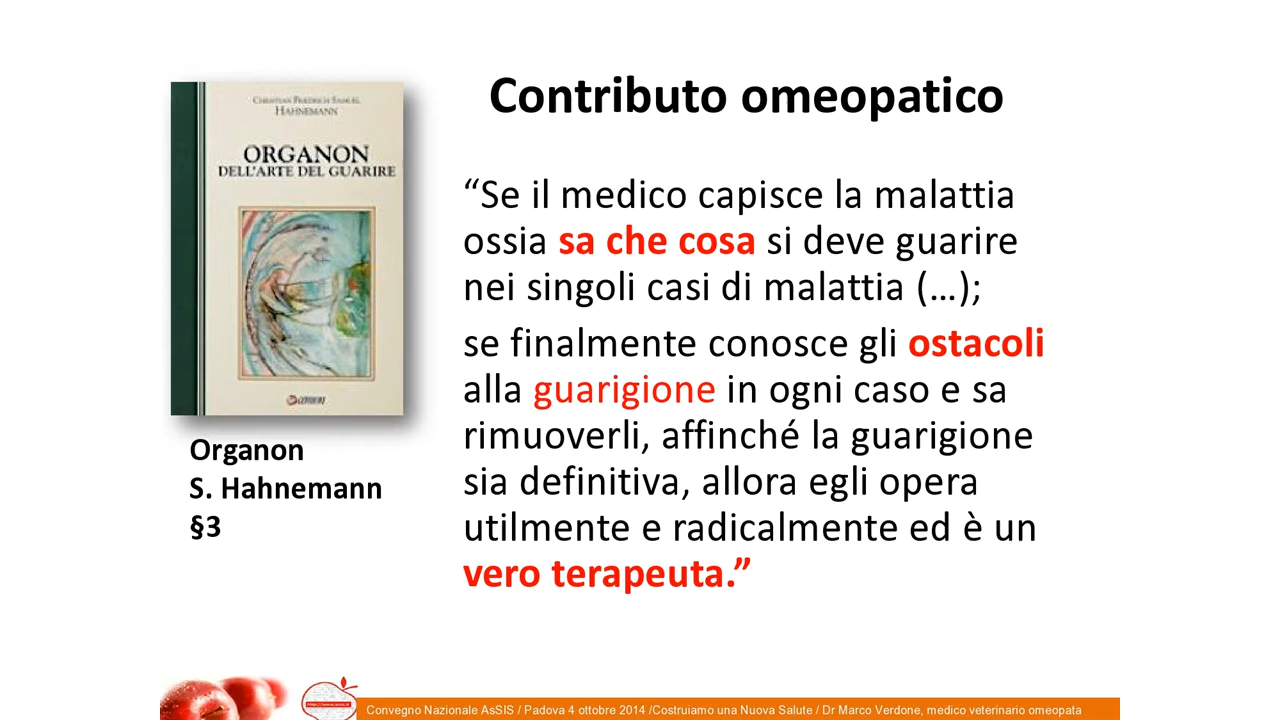 Contributo omeopatico
CHRISTIAN FRIEDRICH SAMUEL
HAHNEMANN
ORGANON
DELL'ARTE DEL GUARIRE
Organon
S. Hahnemann
§3
“Se il medico capisce la malattia
ossia sa che cosa si deve guarire
nei singoli casi di malattia (…);
se finalmente conosce gli ostacoli
alla guarigione in ogni caso e sa
rimuoverli, affinché la guarigione
sia definitiva, allora egli opera
utilmente e radicalmente ed è un
vero terapeuta.”
Convegno Nazionale AsSIS / Padova 4 ottobre 2014 /Costruiamo una Nuova Salute / Dr Marco Verdone, medico veterinario omeopata